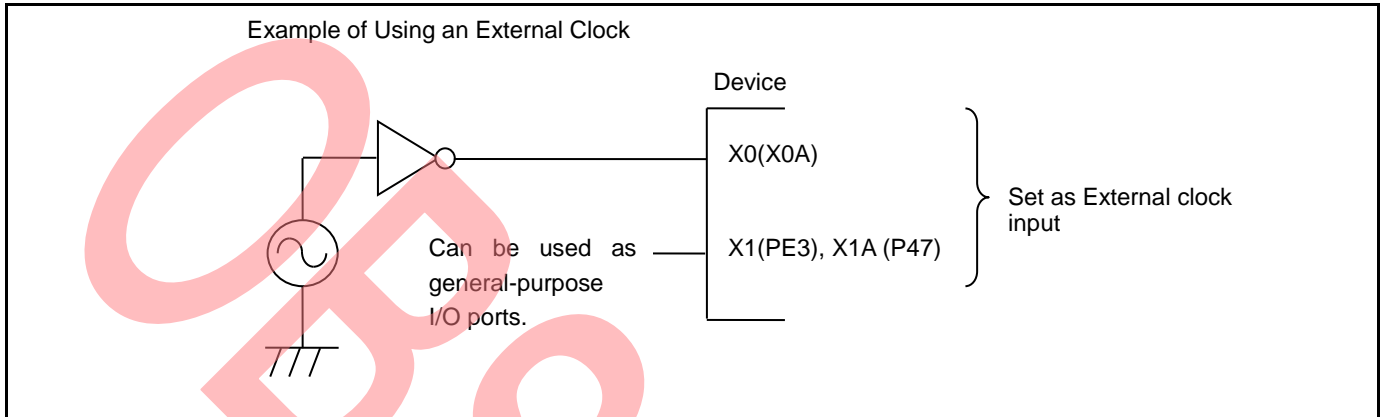 Example of Using an External Clock
Device
X0(X0A)
Set as External clock
input
Can be used as
general-purpose
I/O ports.
X1(PE3), X1A (P47)